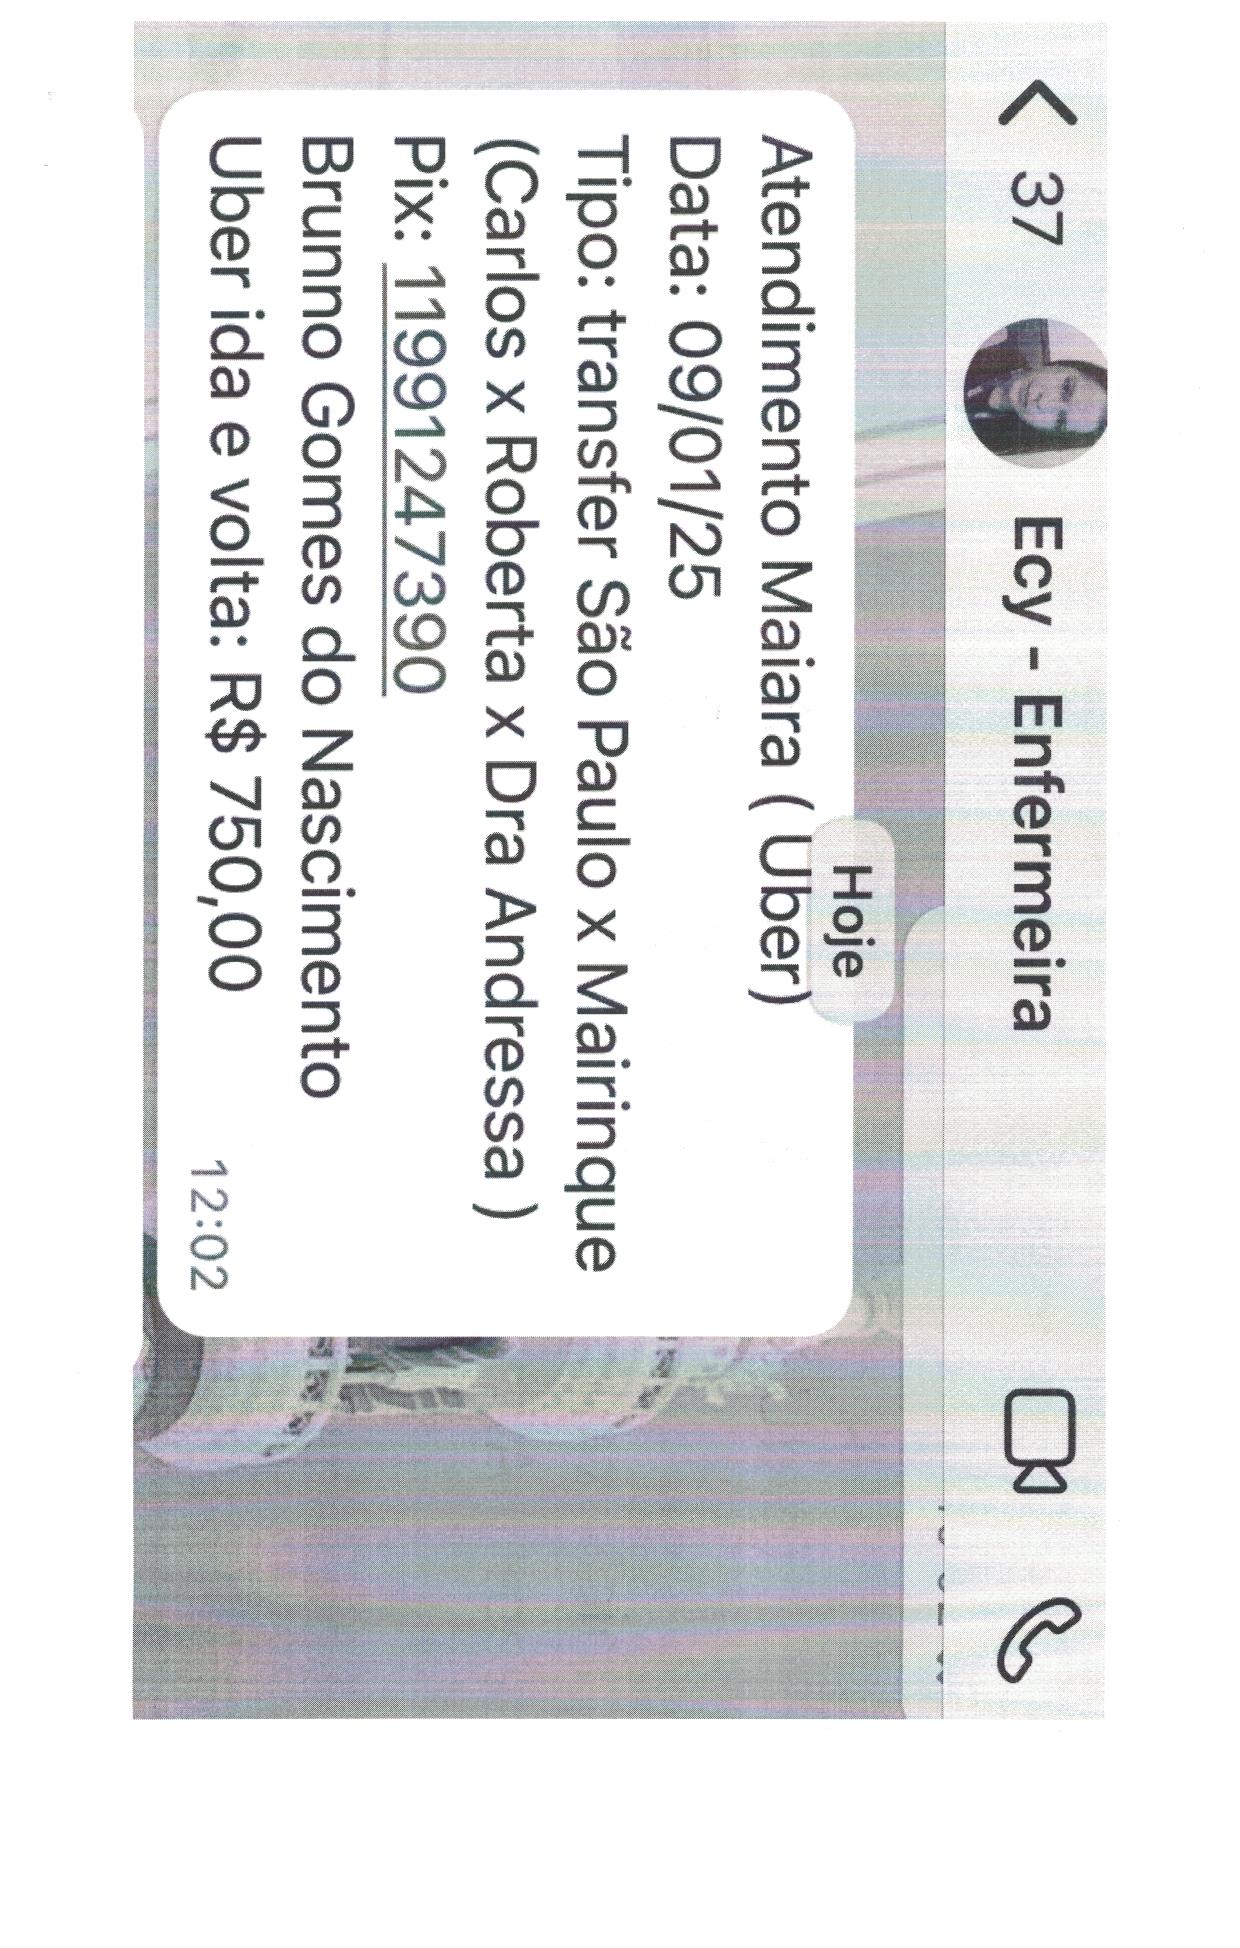 37
Ecy - Enfermeira
Hoje
Atendimento Maiara ( Uber)
Data: 09/01/25
Tipo: transfer São Paulo x Mairinque
(Carlos x Roberta x Dra Andressa )
Pix: 11991247390
Brunno Gomes do Nascimento
Uber ida e volta: R$ 750,00
12:02